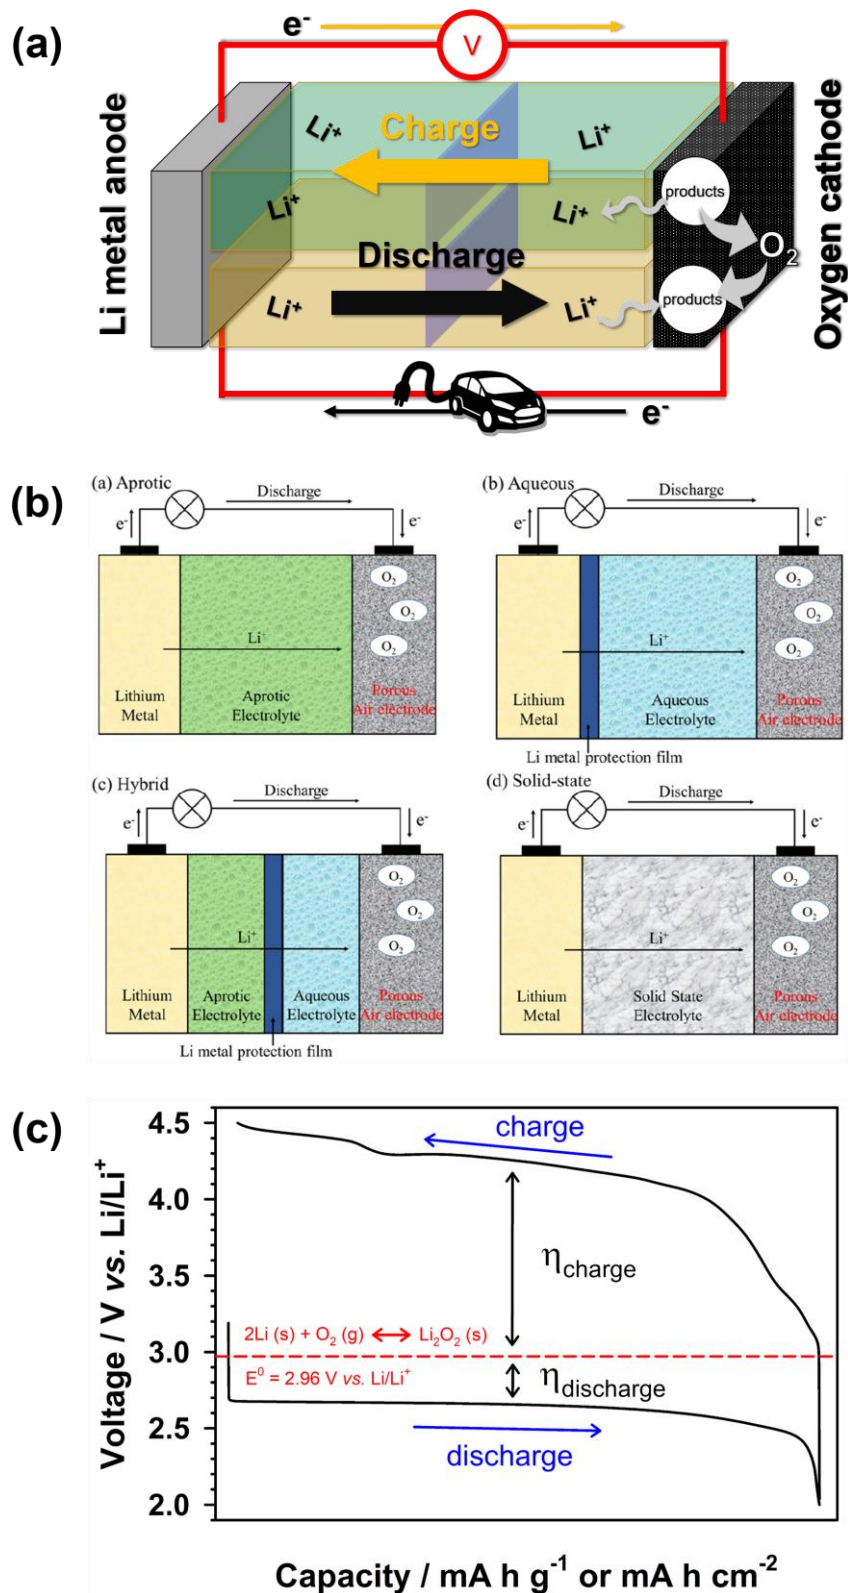 (a)
e-
V
Li metal anode
Li+
Charge
Li+
Li+
Li+
products
O2
Discharge
Li+
Li+
products
Oxygen cathode
e-
(b)
(a) Aprotic
Discharge
e-
e-
O2
O2
O2
Li+
Lithium
Metal
Aprotic
Electrolyte
Porous
Air electrode
(b) Aqueous
Discharge
e-
e-
O2
O2
O2
Li+
Lithium
Metal
Aqueous
Electrolyte
Porous
Air electrode
Li metal protection film
(c) Hybrid
Discharge
e-
e-
O2
O2
O2
Li+
Lithium
Metal
Aprotic
Electrolyte
Aqueous
Electrolyte
Porous
Air electrode
Li metal protection film
(d) Solid-state
Discharge
e-
e-
O2
O2
O2
Li+
Lithium
Metal
Solid State
Electrolyte
Porous
Air electrode
(c)
Voltage / V vs. Li/Li+
4.5
4.0
3.5
3.0
2.5
2.0
charge
ηcharge
2Li (s) + O2 (g) ⟷ Li2O2 (s)
E0 = 2.96 V vs. Li/Li+
ηdischarge
discharge
Capacity / mA h g-1 or mA h cm-2